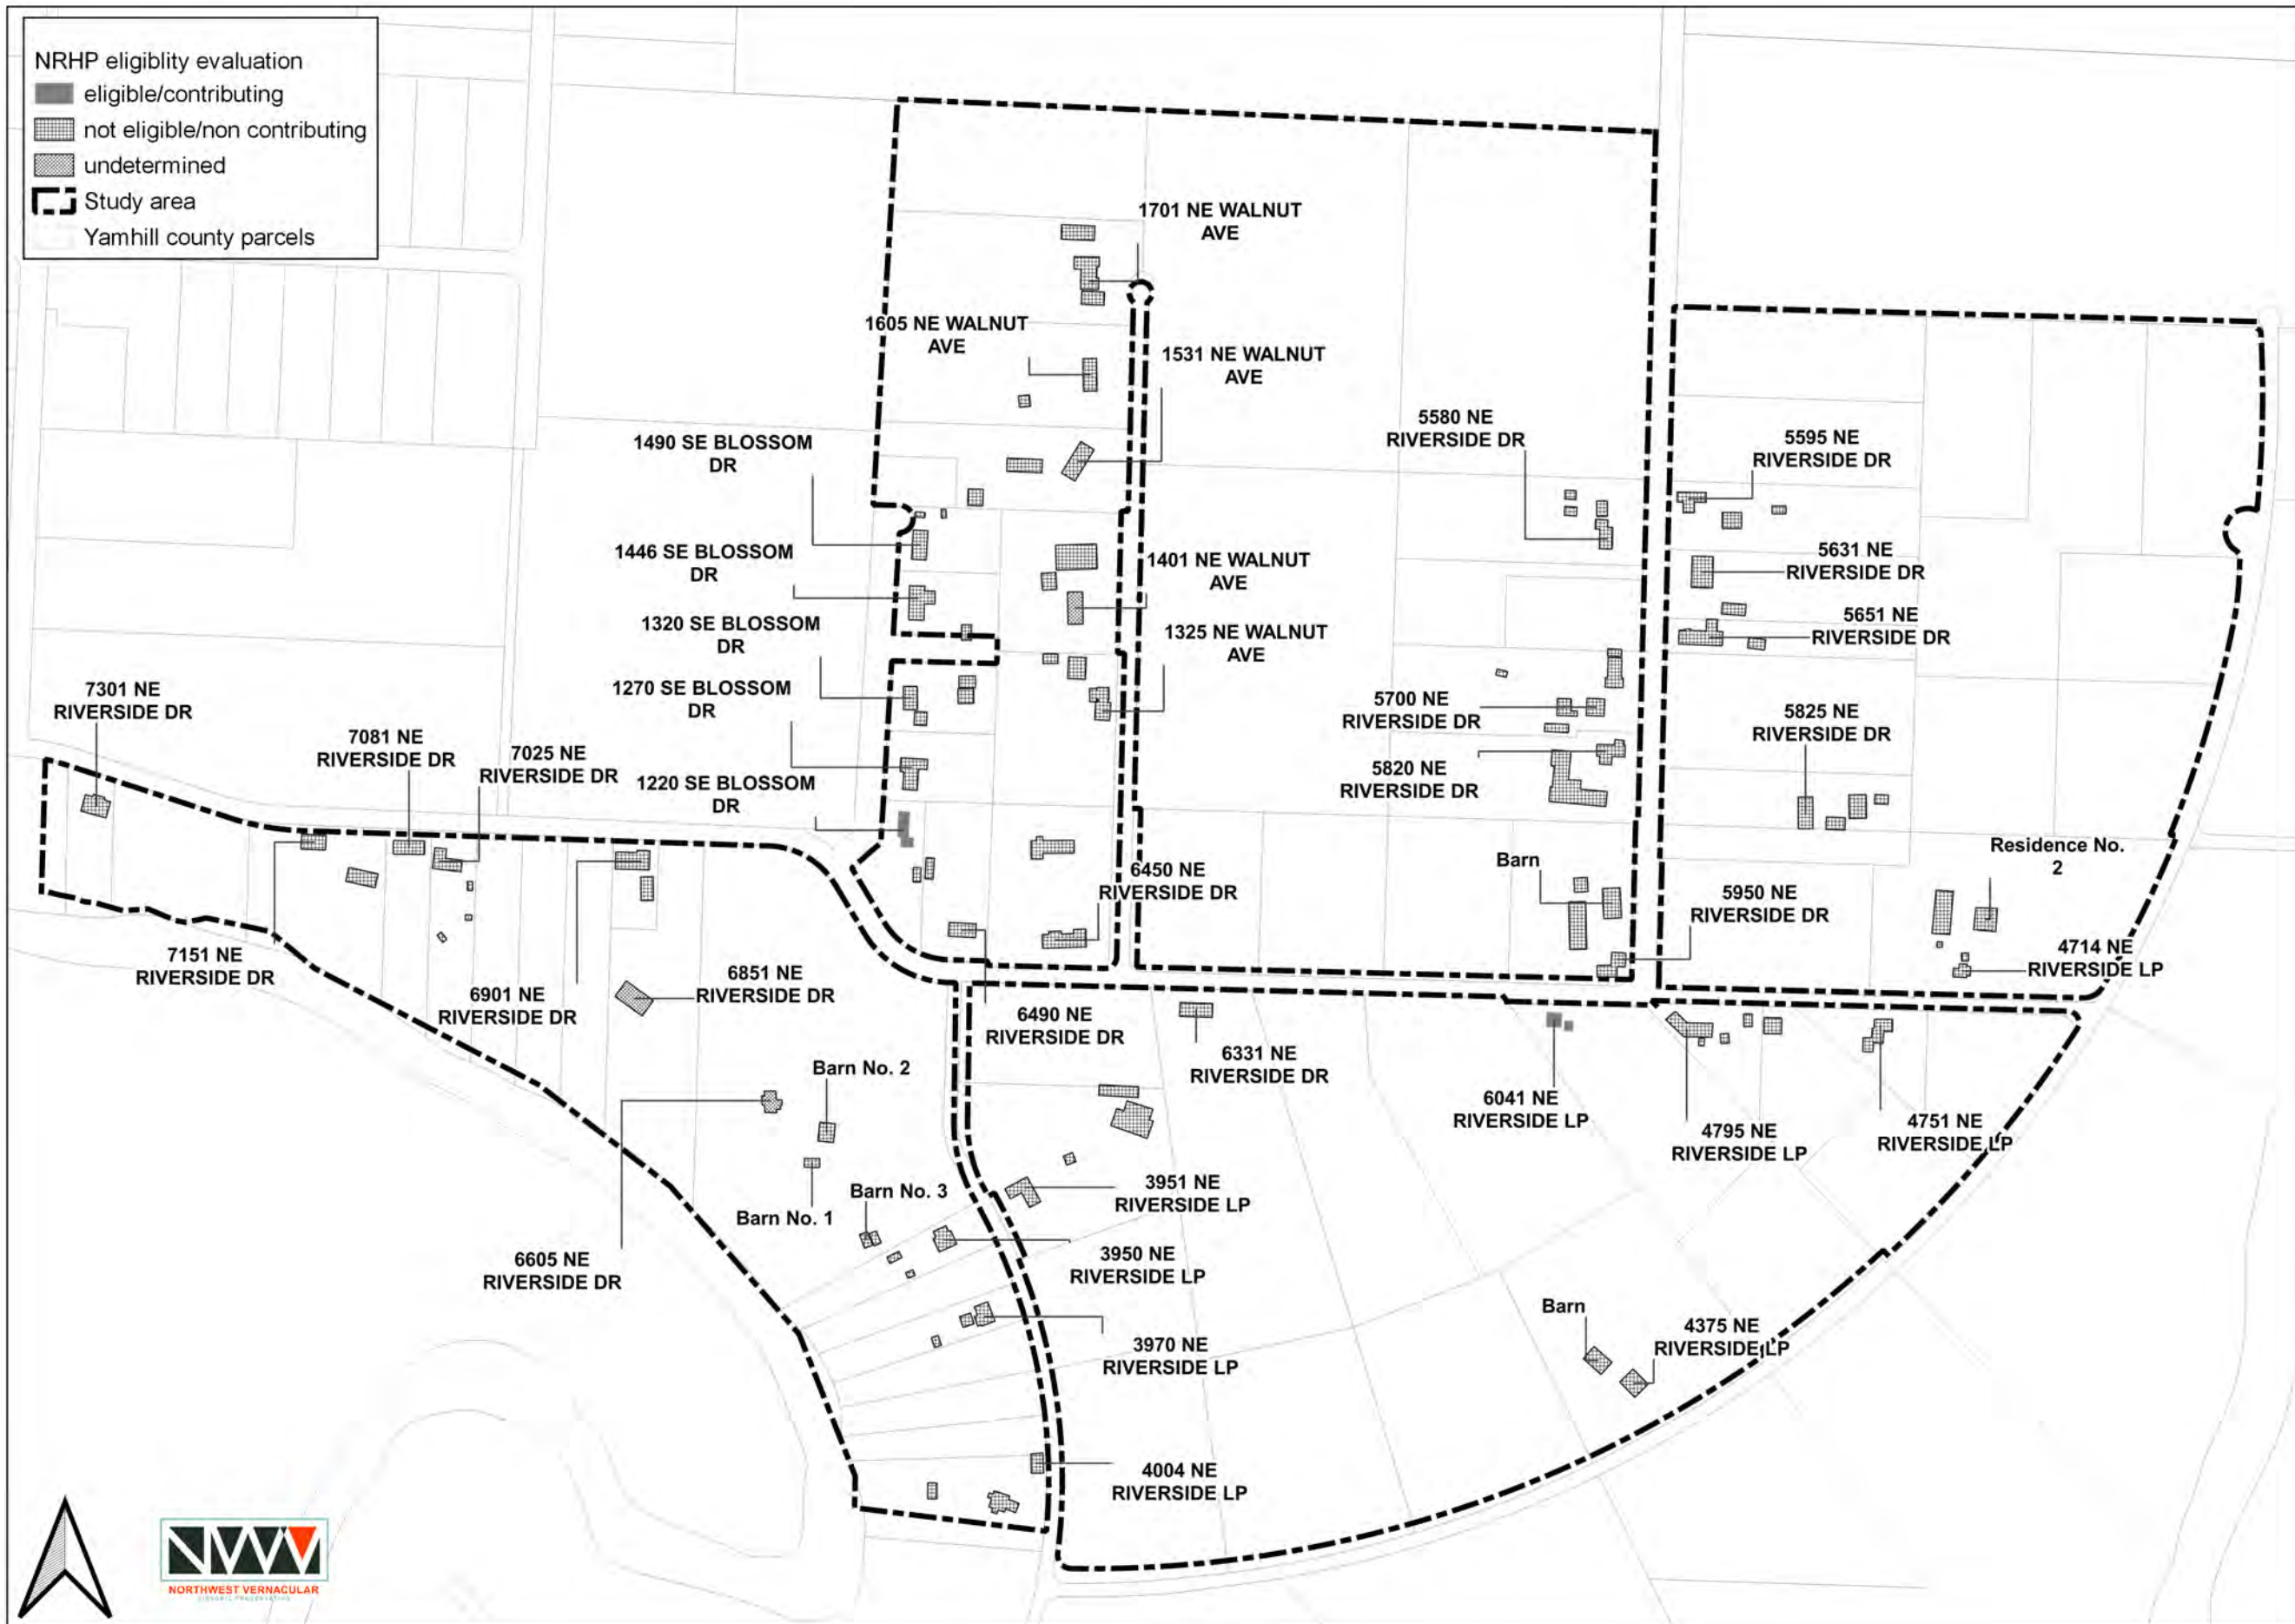 NRHP eligiblity evaluation
eligible/contributing
not eligible/non contributing
undetermined
Study area
Yamhill county parcels
1701 NE WALNUT
AVE
1605 NE WALNUT
AVE
1531 NE WALNUT
AVE
1490 SE BLOSSOM
DR
5580 NE
RIVERSIDE DR
5595 NE
RIVERSIDE DR
1446 SE BLOSSOM
DR
1401 NE WALNUT
AVE
5631 NE
RIVERSIDE DR
1320 SE BLOSSOM
DR
1325 NE WALNUT
AVE
5651 NE
RIVERSIDE DR
7301 NE
RIVERSIDE DR
1270 SE BLOSSOM
DR
5700 NE
RIVERSIDE DR
5825 NE
RIVERSIDE DR
7081 NE
RIVERSIDE DR
7025 NE
RIVERSIDE DR
1220 SE BLOSSOM
DR
5820 NE
RIVERSIDE DR
Residence No.
2
Barn
6450 NE
RIVERSIDE DR
5950 NE
RIVERSIDE DR
7151 NE
RIVERSIDE DR
6851 NE
RIVERSIDE DR
4714 NE
RIVERSIDE LP
6901 NE
RIVERSIDE DR
6490 NE
RIVERSIDE DR
6331 NE
RIVERSIDE DR
Barn No. 2
6041 NE
RIVERSIDE LP
4795 NE
RIVERSIDE LP
4751 NE
RIVERSIDE LP
Barn No. 3
3951 NE
RIVERSIDE LP
Barn No. 1
6605 NE
RIVERSIDE DR
3950 NE
RIVERSIDE LP
Barn
4375 NE
RIVERSIDE LP
3970 NE
RIVERSIDE LP
4004 NE
RIVERSIDE LP
NWV
NORTHWEST VERNACULAR
HISTORIC PRESERVATION